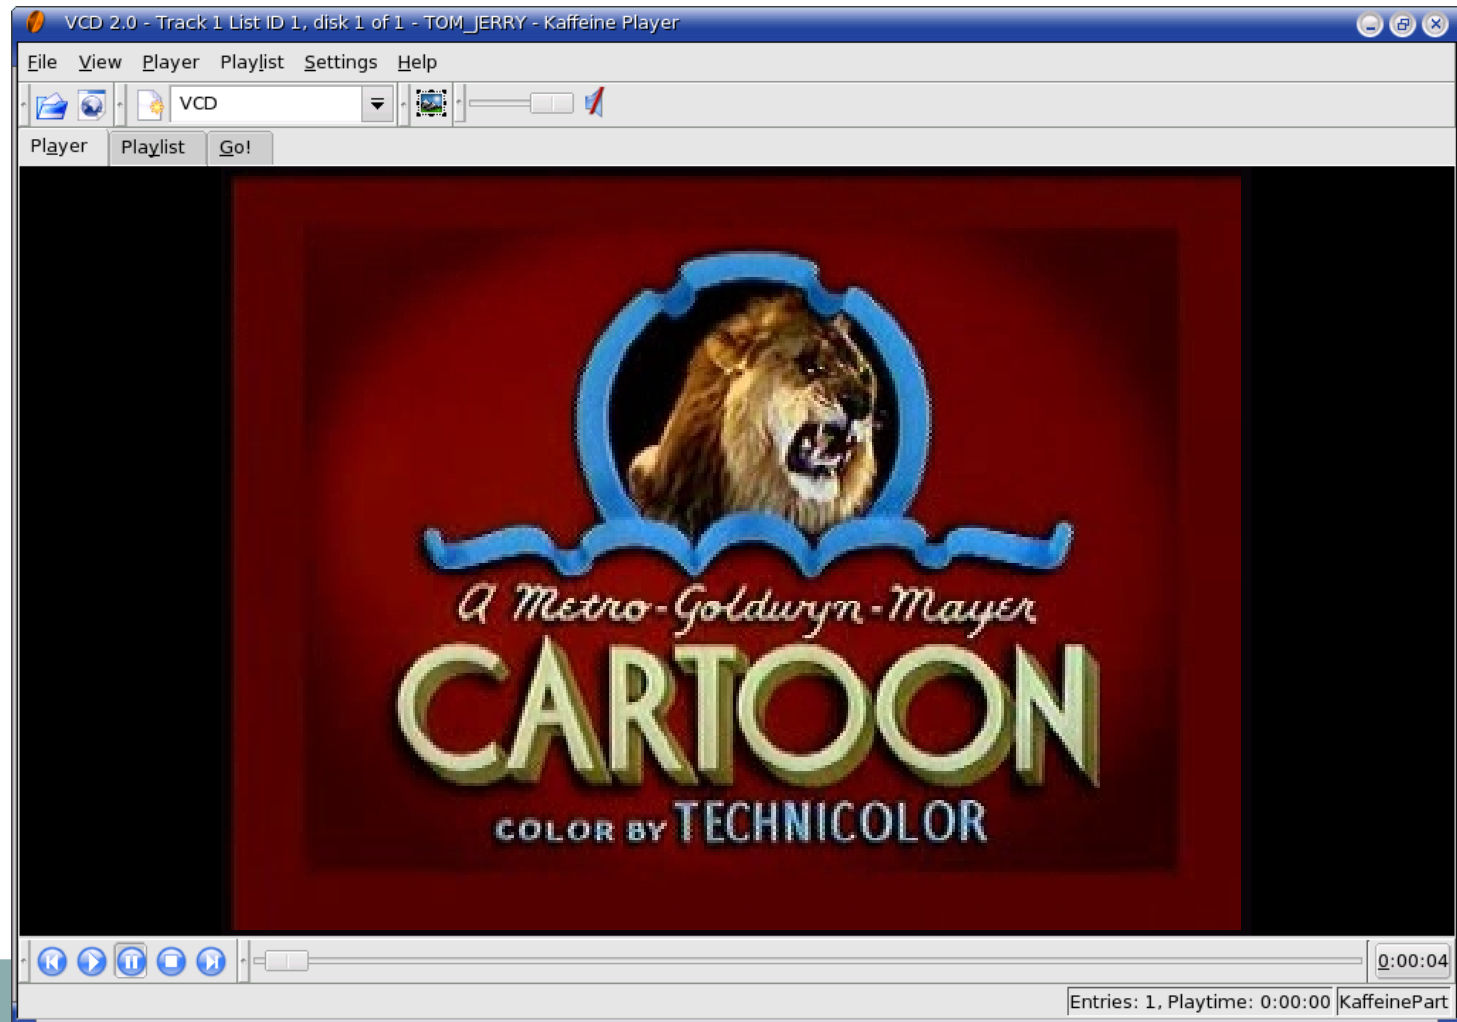 VCD 2.0 - Track 1 List ID 1, disk 1 of 1 - TOM_JERRY - Kaffeine Player
File View Player Playlist Settings Help
VCD
Player Playlist Go!
A Metro-Goldwyn-Mayer
CARTOON
COLOR BY TECHNICOLOR
0:00:04
Entries: 1, Playtime: 0:00:00 KaffeinePart